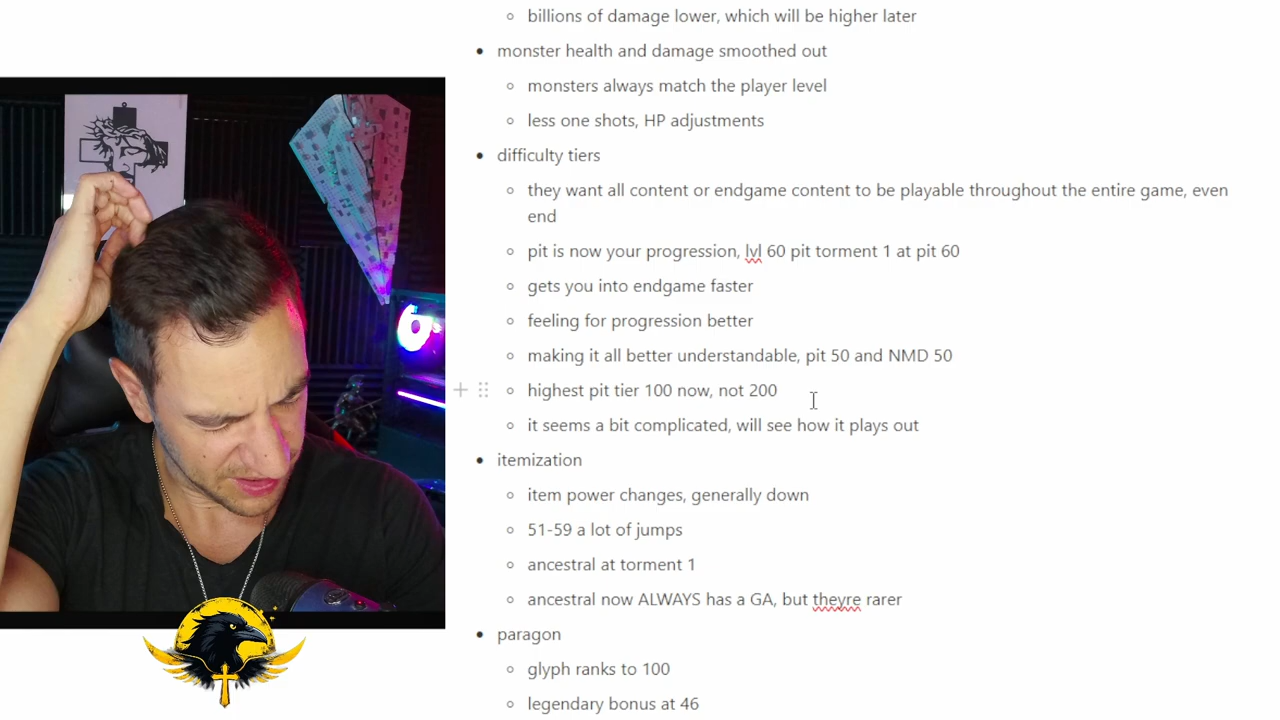 billions of damage lower, which will be higher later
monster health and damage smoothed out
monsters always match the player level
less one shots, HP adjustments
difficulty tiers
they want all content or endgame content to be playable throughout the entire game, even
end
pit is now your progression, lvl 60 pit torment 1 at pit 60
gets you into endgame faster
feeling for progression better
making it all better understandable, pit 50 and NMD 50
highest pit tier 100 now, not 200
it seems a bit complicated, will see how it plays out
itemization
item power changes, generally down
51-59 a lot of jumps
ancestral at torment 1
ancestral now ALWAYS has a GA, but theyre rarer
paragon
glyph ranks to 100
legendary bonus at 46